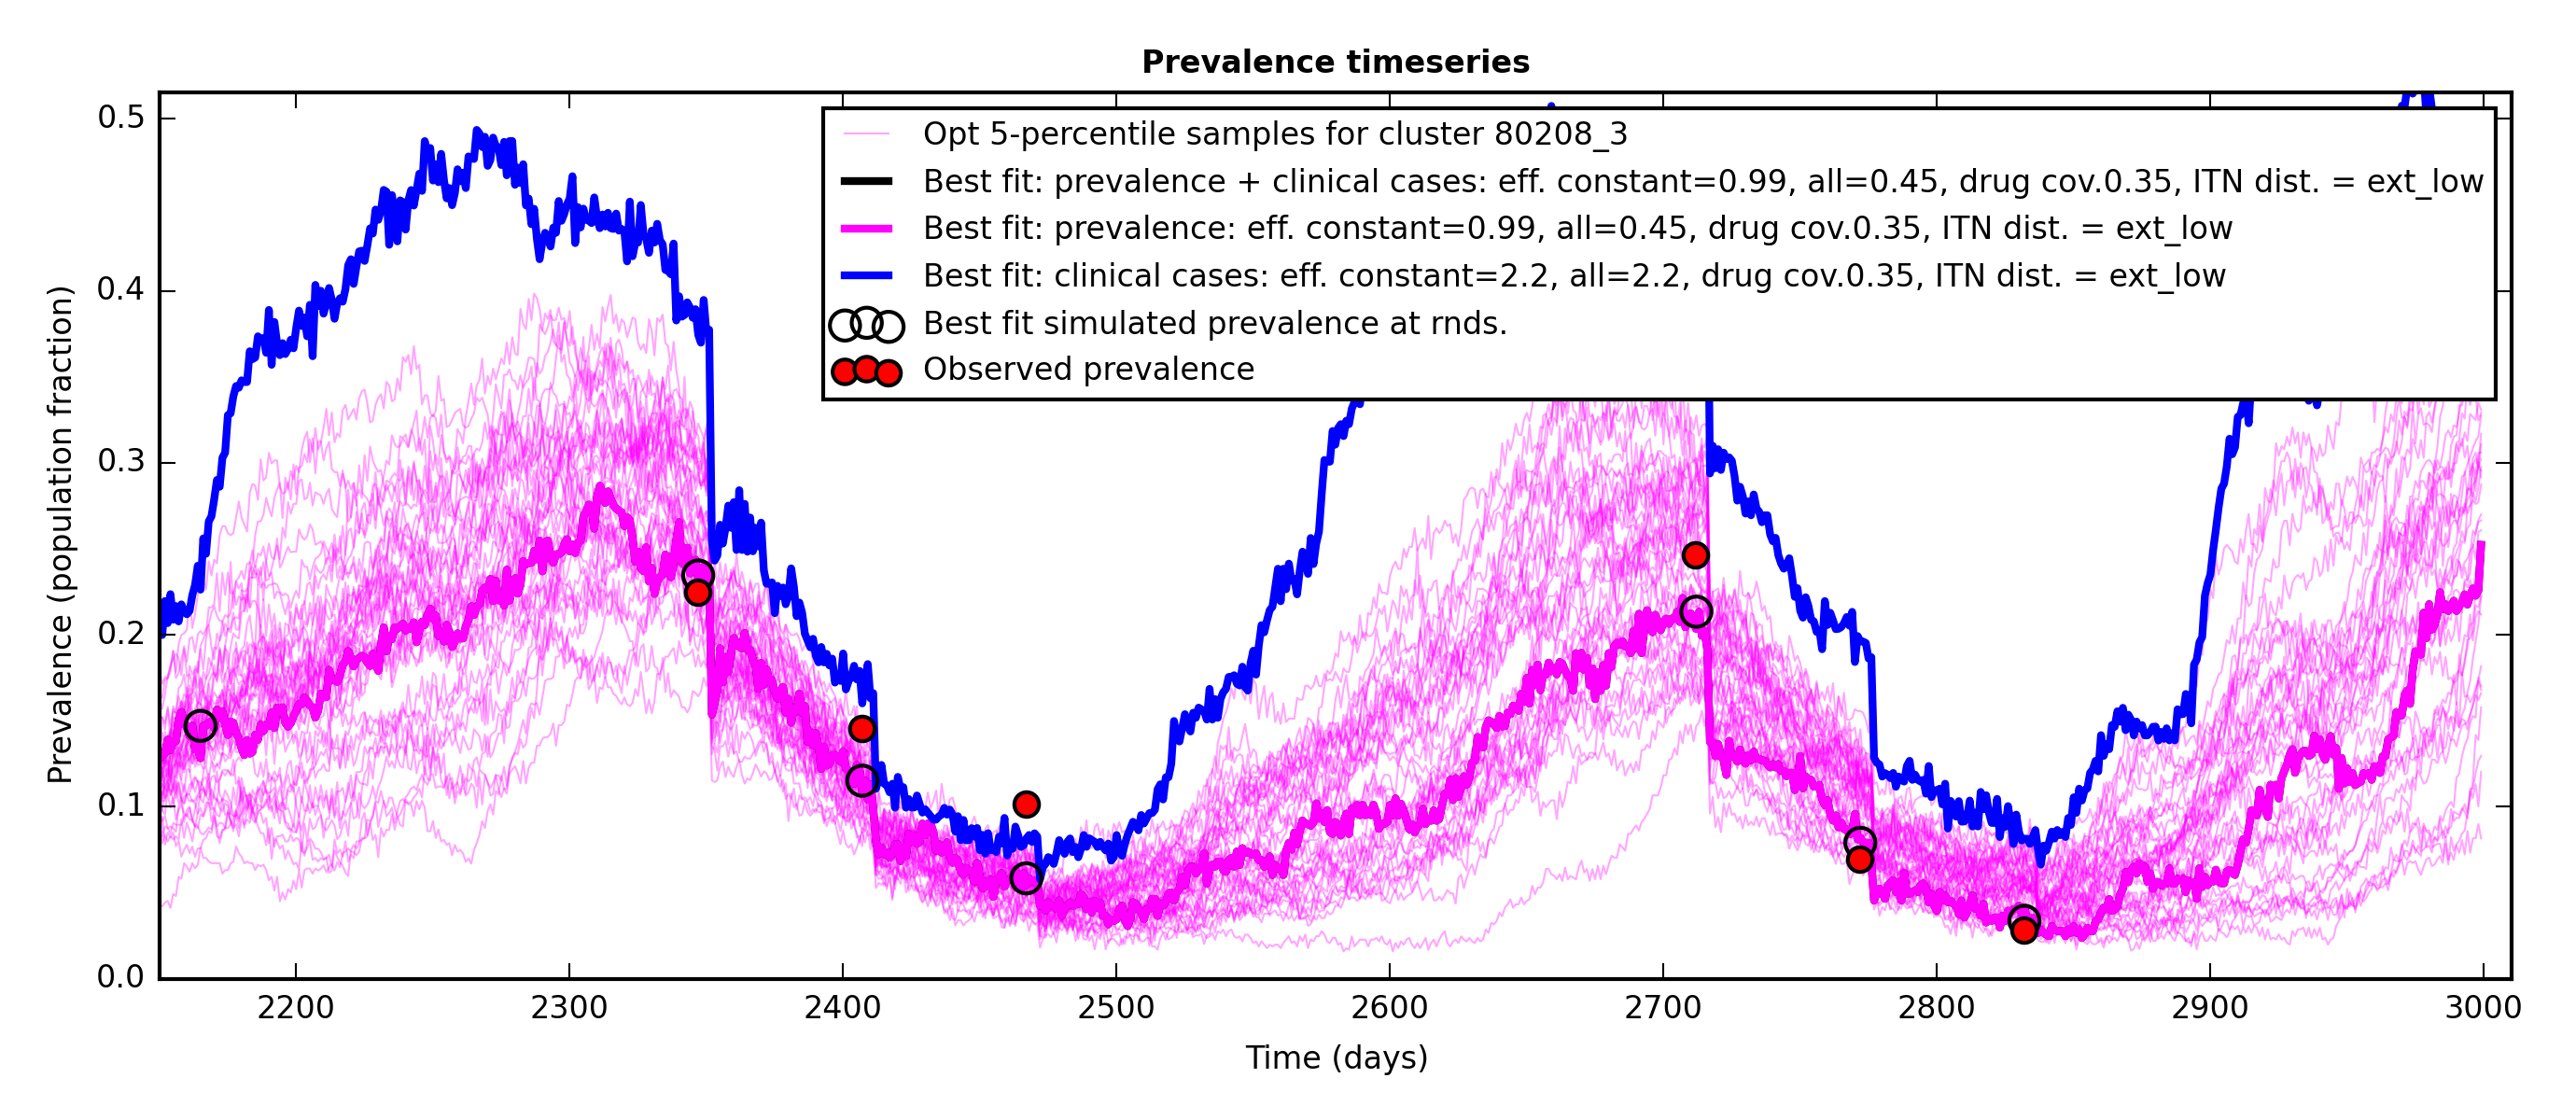 Prevalence timeseries
Opt 5-percentile samples for cluster 80208_3
Best fit: prevalence + clinical cases: eff. constant=0.99, all=0.45, drug cov.0.35, ITN dist. = ext_low
Best fit: prevalence: eff. constant=0.99, all=0.45, drug cov.0.35, ITN dist. = ext_low
Best fit: clinical cases: eff. constant=2.2, all=2.2, drug cov.0.35, ITN dist. = ext_low
Best fit simulated prevalence at rnds.
Observed prevalence
Prevalence (population fraction)
0.5
0.4
0.3
0.2
0.1
0.0
2200 2300 2400 2500 2600 2700 2800 2900 3000
Time (days)